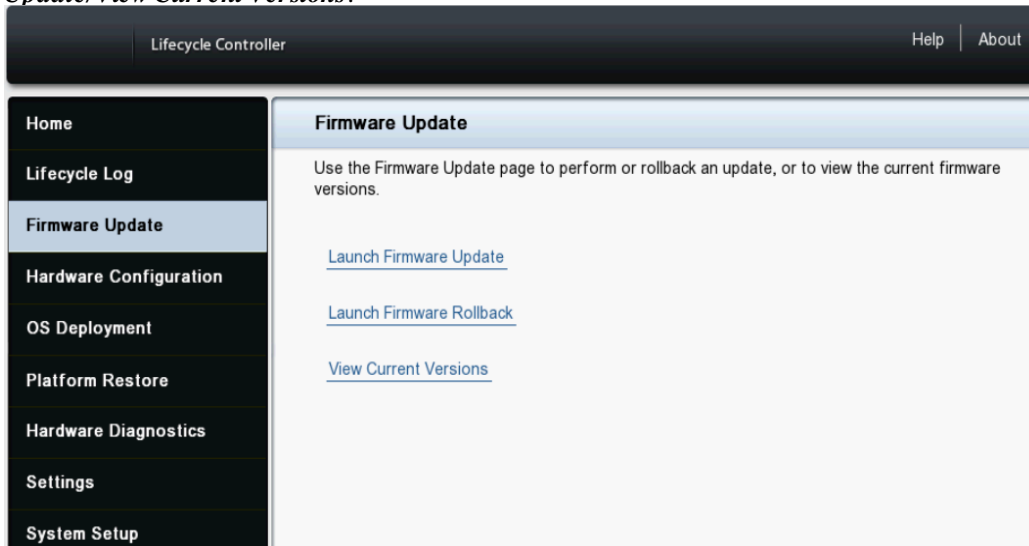 Update/View Current Versions.
Lifecycle Controller
Help | About
Home
Lifecycle Log
Firmware Update
Hardware Configuration
OS Deployment
Platform Restore
Hardware Diagnostics
Settings
System Setup
Firmware Update
Use the Firmware Update page to perform or rollback an update, or to view the current firmware
versions.
Launch Firmware Update
Launch Firmware Rollback
View Current Versions